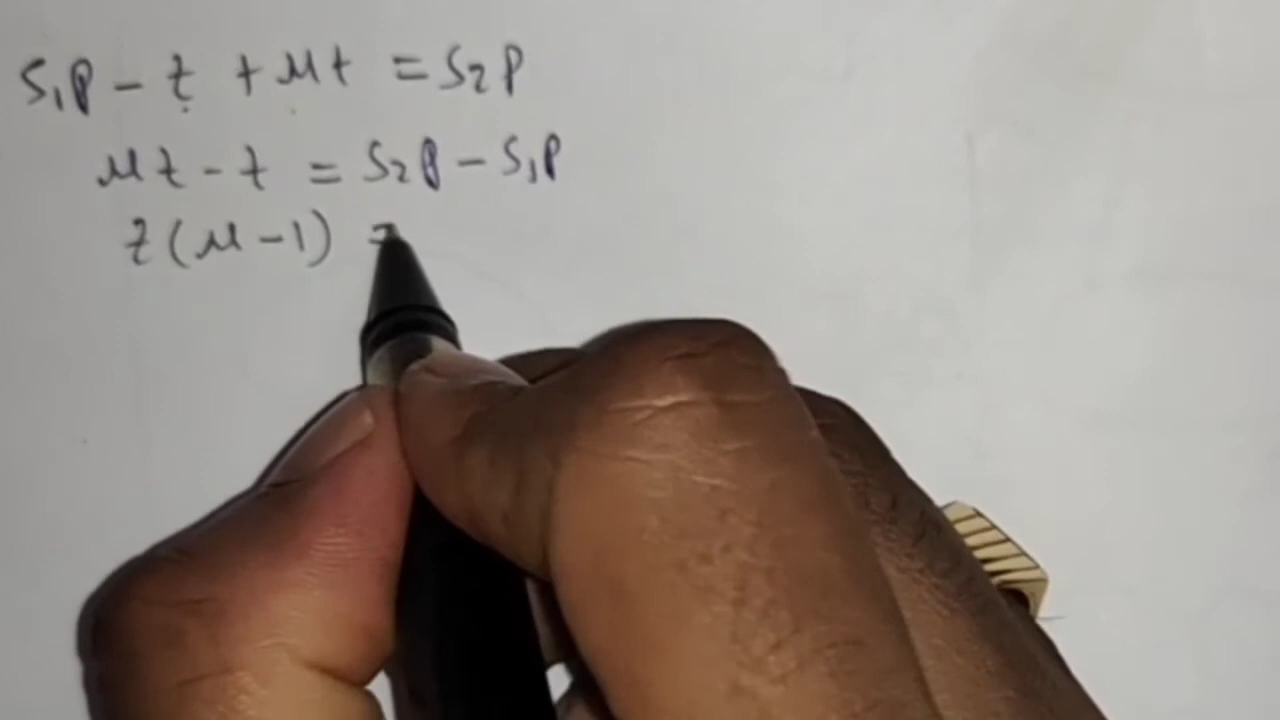 S₁P - t + μt = S₂P
μt - t = S₂P - S₁P
t(μ-1) =